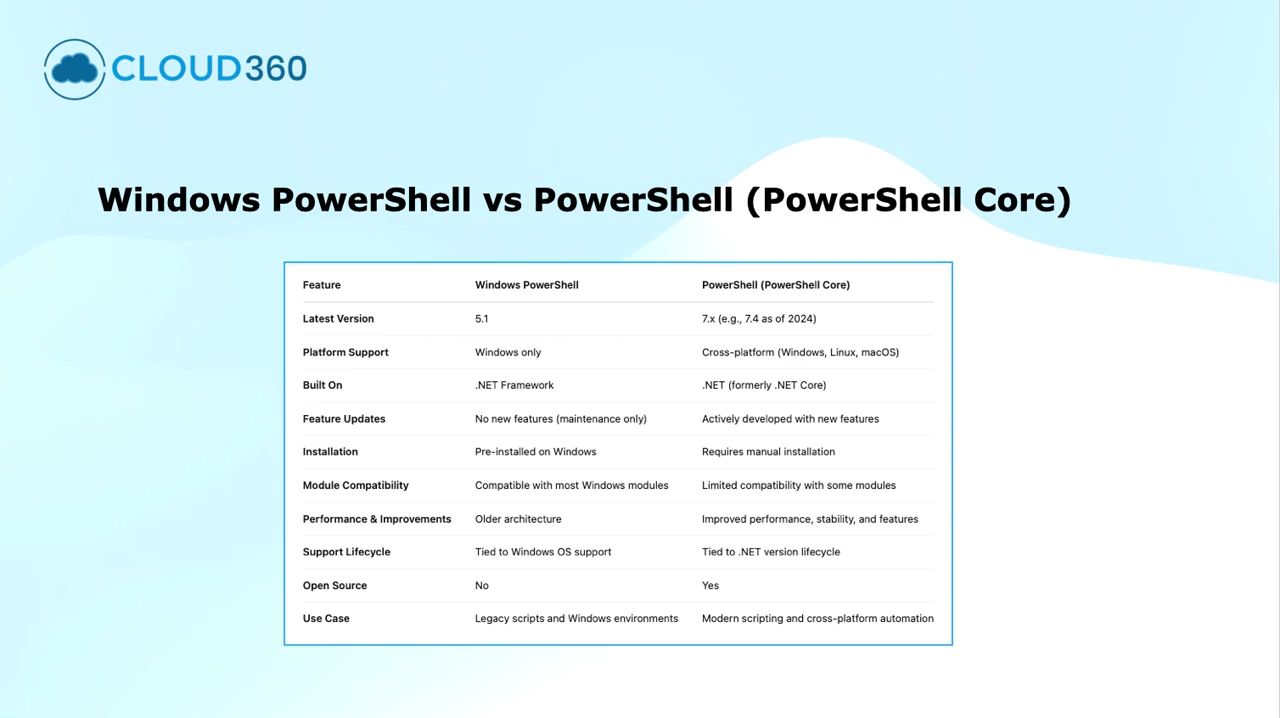 CLOUD360
Windows PowerShell vs PowerShell (PowerShell Core)
Feature Windows PowerShell PowerShell (PowerShell Core)
Latest Version 5.1 7.x (e.g., 7.4 as of 2024)
Platform Support Windows only Cross-platform (Windows, Linux, macOS)
Built On .NET Framework .NET (formerly .NET Core)
Feature Updates No new features (maintenance only) Actively developed with new features
Installation Pre-installed on Windows Requires manual installation
Module Compatibility Compatible with most Windows modules Limited compatibility with some modules
Performance & Improvements Older architecture Improved performance, stability, and features
Support Lifecycle Tied to Windows OS support Tied to .NET version lifecycle
Open Source No Yes
Use Case Legacy scripts and Windows environments Modern scripting and cross-platform automation